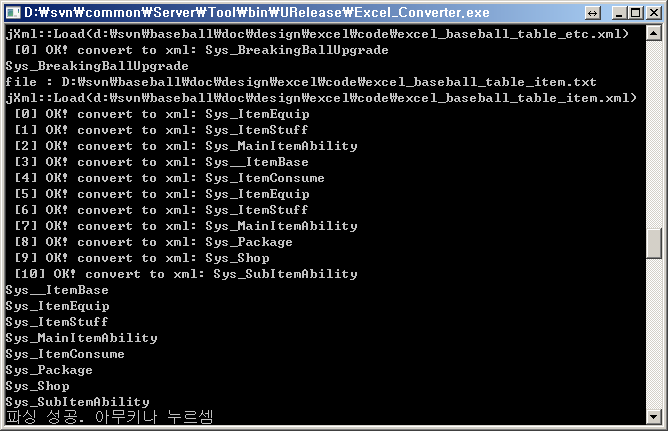 D:₩svn₩common₩Server₩Tool₩bin₩URelease₩Excel_Converter.exe
jXml::Load(d:₩svn₩baseball₩doc₩design₩excel₩code₩excel_baseball_table_etc.xml)
[0] OK! convert to xml: Sys_BreakingBallUpgrade
Sys_BreakingBallUpgrade
file : D:₩svn₩baseball₩doc₩design₩excel₩code₩excel_baseball_table_item.txt
jXml::Load(d:₩svn₩baseball₩doc₩design₩excel₩code₩excel_baseball_table_item.xml)
[0] OK! convert to xml: Sys_ItemEquip
[1] OK! convert to xml: Sys_ItemStuff
[2] OK! convert to xml: Sys_MainItemAbility
[3] OK! convert to xml: Sys__ItemBase
[4] OK! convert to xml: Sys_ItemConsume
[5] OK! convert to xml: Sys_ItemEquip
[6] OK! convert to xml: Sys_ItemStuff
[7] OK! convert to xml: Sys_MainItemAbility
[8] OK! convert to xml: Sys_Package
[9] OK! convert to xml: Sys_Shop
[10] OK! convert to xml: Sys_SubItemAbility
Sys__ItemBase
Sys_ItemEquip
Sys_ItemStuff
Sys_MainItemAbility
Sys_ItemConsume
Sys_Package
Sys_Shop
Sys_SubItemAbility
파싱 성공. 아무키나 누르셈